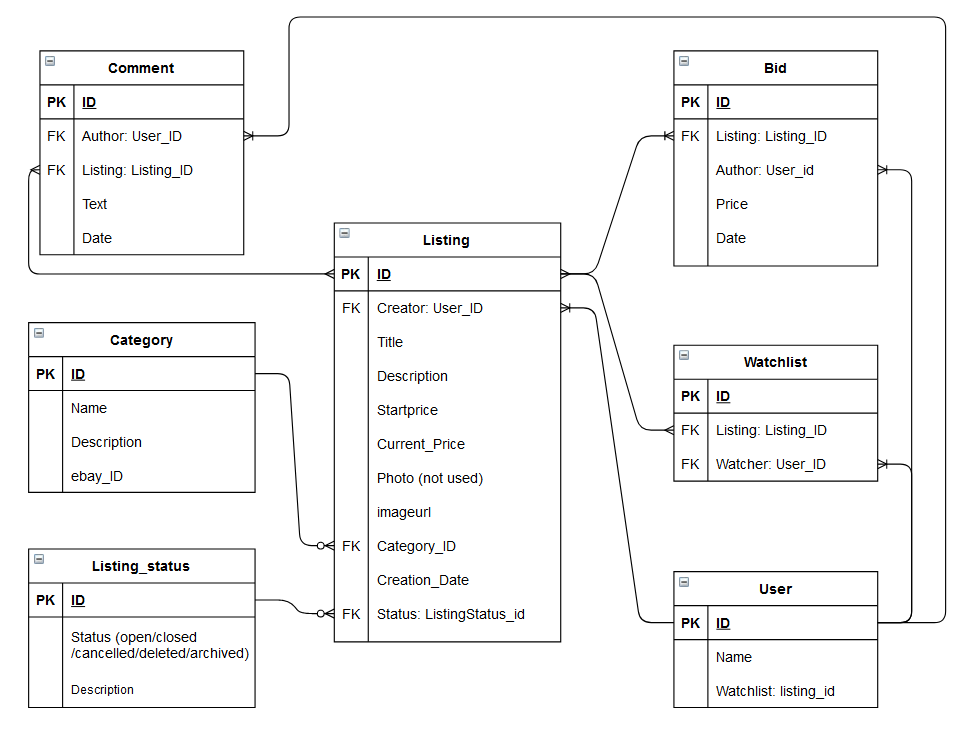 Comment
PK ID
FK Author: User_ID
FK Listing: Listing_ID
Text
Date
Bid
PK ID
FK Listing: Listing_ID
Author: User_id
Price
Date
Listing
PK ID
FK Creator: User_ID
Title
Description
Startprice
Current_Price
Photo (not used)
imageurl
FK Category_ID
Creation_Date
FK Status: ListingStatus_id
Category
PK ID
Name
Description
ebay_ID
Watchlist
PK ID
FK Listing: Listing_ID
FK Watcher: User_ID
Listing_status
PK ID
Status (open/closed
/cancelled/deleted/archived)
Description
User
PK ID
Name
Watchlist: listing_id